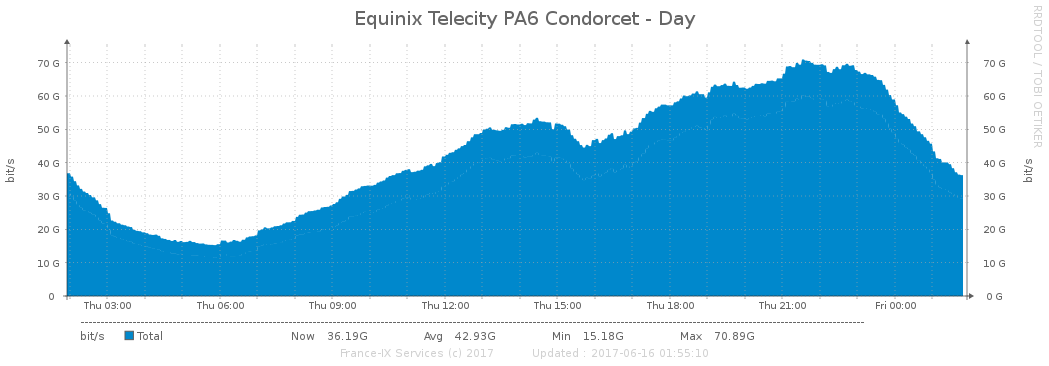 Equinix Telecity PA6 Condorcet - Day
RRDTOOL / TOBI OETIKER
70 G 70 G
60 G 60 G
50 G 50 G
40 G 40 G
30 G 30 G
20 G 20 G
10 G 10 G
0 0 G
bit/s bit/s
Thu 03:00 Thu 06:00 Thu 09:00 Thu 12:00 Thu 15:00 Thu 18:00 Thu 21:00 Fri 00:00
bit/s Total Now 36.19G Avg 42.93G Min 15.18G Max 70.89G
France-IX Services (c) 2017 Updated : 2017-06-16 01:55:10